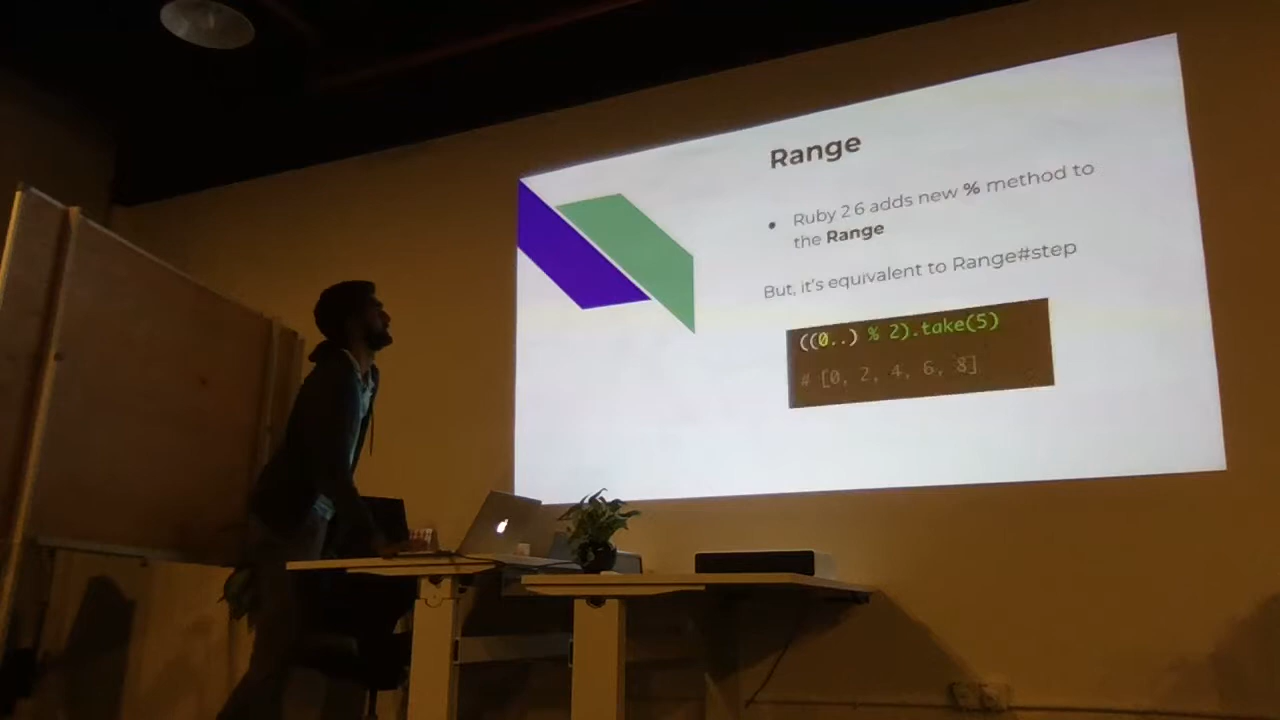 Range
Ruby 2 6 adds new % method to
the Range
But, it's equivalent to Range#step
((0..) % 2).take(5)
# [0, 2, 4, 6, 8]